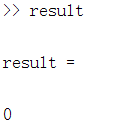 >> result
result =
0